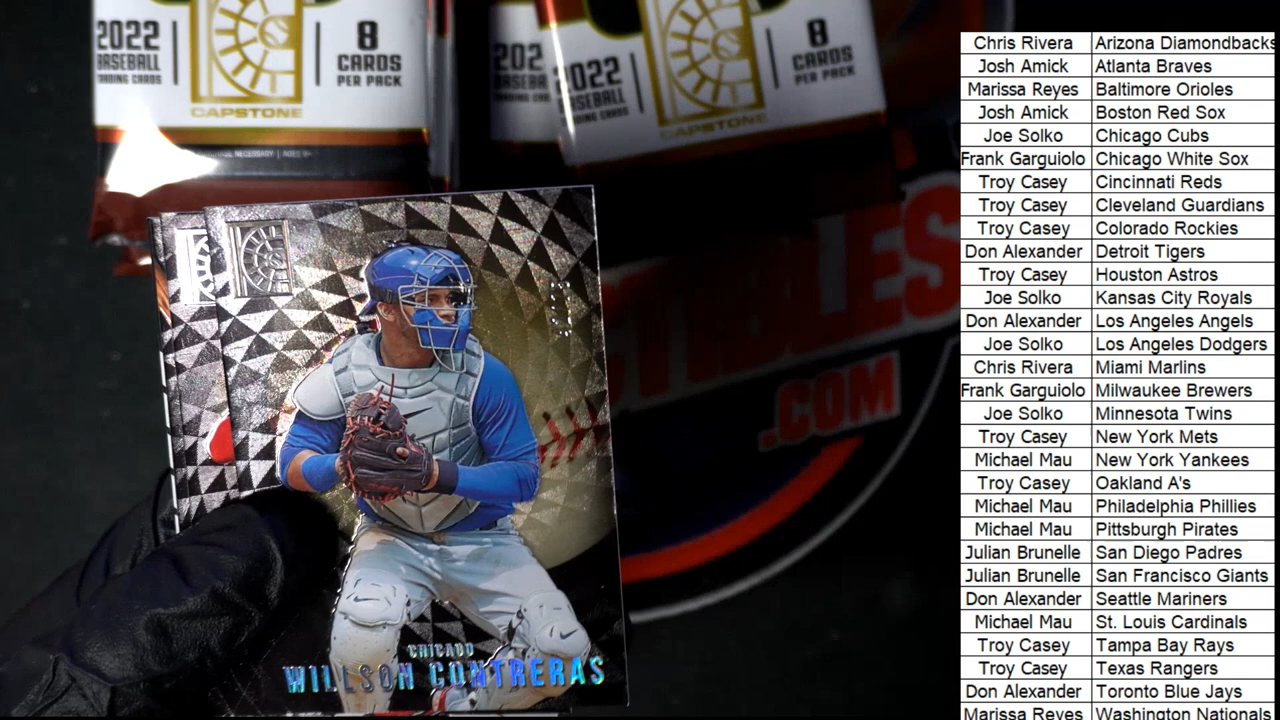 2022
BASEBALL
TRADING CARDS
8
CARDS
PER PACK
CAPSTONE
202
BASEBA
2022
BASEBALL
TRADING CARDS
8
CARDS
PER PACK
CAPSTONE
.COM
CHICAGO
WILLSON CONTRERAS
Chris Rivera Arizona Diamondbacks
Josh Amick Atlanta Braves
Marissa Reyes Baltimore Orioles
Josh Amick Boston Red Sox
Joe Solko Chicago Cubs
Frank Garguiolo Chicago White Sox
Troy Casey Cincinnati Reds
Troy Casey Cleveland Guardians
Troy Casey Colorado Rockies
Don Alexander Detroit Tigers
Troy Casey Houston Astros
Joe Solko Kansas City Royals
Don Alexander Los Angeles Angels
Joe Solko Los Angeles Dodgers
Chris Rivera Miami Marlins
Frank Garguiolo Milwaukee Brewers
Joe Solko Minnesota Twins
Troy Casey New York Mets
Michael Mau New York Yankees
Troy Casey Oakland A's
Michael Mau Philadelphia Phillies
Michael Mau Pittsburgh Pirates
Julian Brunelle San Diego Padres
Julian Brunelle San Francisco Giants
Don Alexander Seattle Mariners
Michael Mau St. Louis Cardinals
Troy Casey Tampa Bay Rays
Troy Casey Texas Rangers
Don Alexander Toronto Blue Jays
Marissa Reyes Washington Nationals